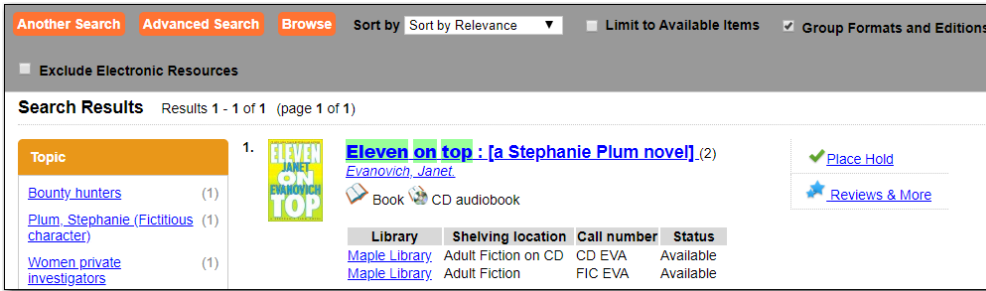 Another Search Advanced Search Browse Sort by Sort by Relevance Limit to Available Items Group Formats and Editions
Exclude Electronic Resources
Search Results Results 1 - 1 of 1 (page 1 of 1)
Topic
Bounty hunters (1)
Plum, Stephanie (Fictitious (1)
character)
Women private (1)
investigators
1.
ELEVEN
JANET
ON
EVANOVICH
TOP
Eleven on top : [a Stephanie Plum novel] (2)
Evanovich, Janet.
Book CD audiobook
Library Shelving location Call number Status
Maple Library Adult Fiction on CD CD EVA Available
Maple Library Adult Fiction FIC EVA Available
Place Hold
Reviews & More